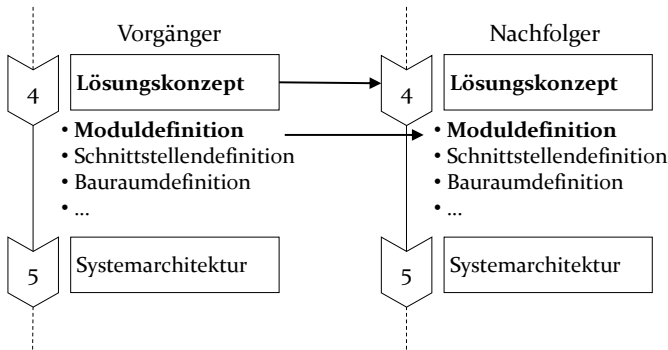 Vorgänger
4
Lösungskonzept
• Moduldefinition
• Schnittstellendefinition
• Bauraumdefinition
• ...
5
Systemarchitektur
Nachfolger
4
Lösungskonzept
• Moduldefinition
• Schnittstellendefinition
• Bauraumdefinition
• ...
5
Systemarchitektur